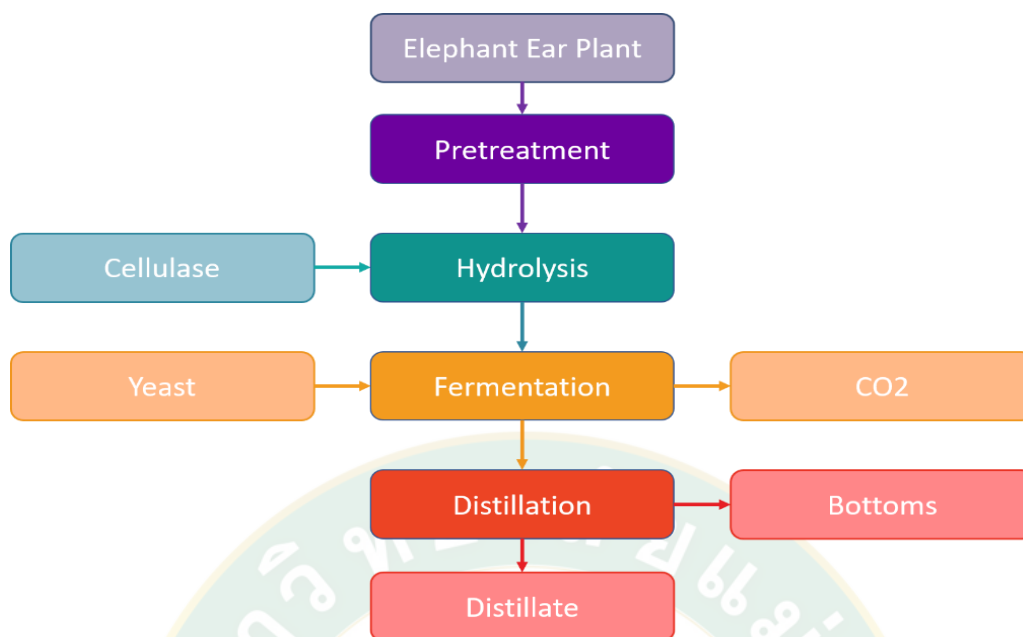 Elephant Ear Plant
Pretreatment
Cellulase
Hydrolysis
Yeast
Fermentation
CO2
Distillation
Bottoms
Distillate